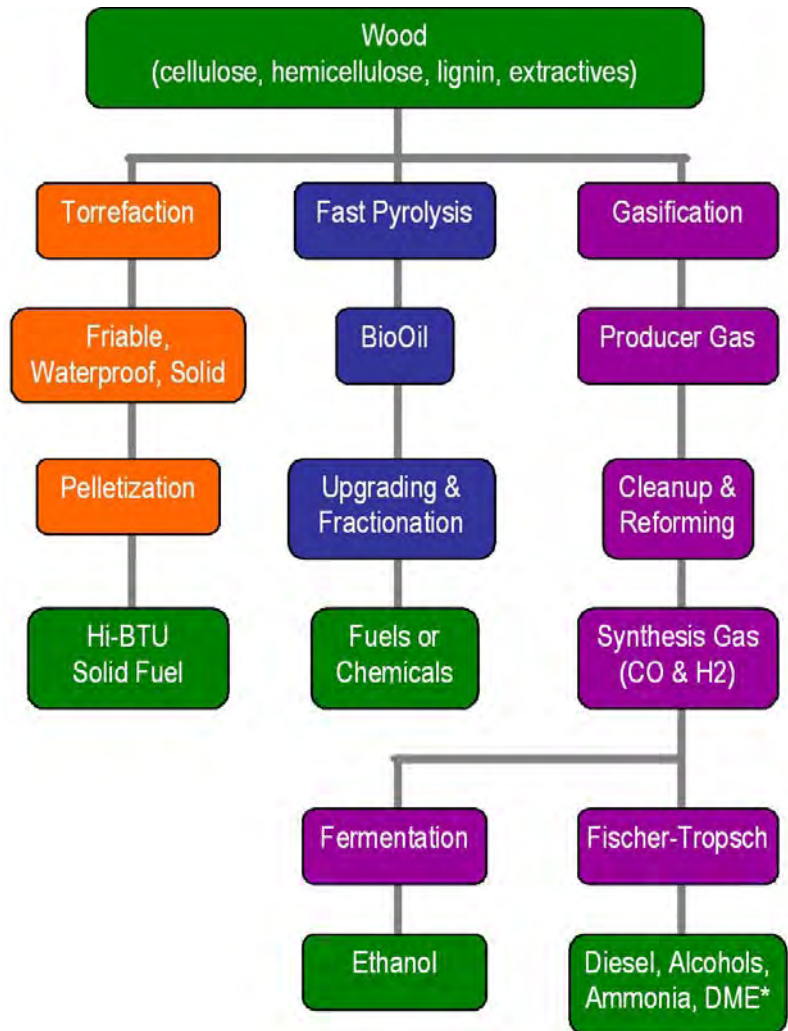 Wood
(cellulose, hemicellulose, lignin, extractives)
Torrefaction
Fast Pyrolysis
Gasification
Friable,
Waterproof, Solid
BioOil
Producer Gas
Pelletization
Upgrading &
Fractionation
Cleanup &
Reforming
Hi-BTU
Solid Fuel
Fuels or
Chemicals
Synthesis Gas
(CO & H2)
Fermentation
Fischer-Tropsch
Ethanol
Diesel, Alcohols,
Ammonia, DME*